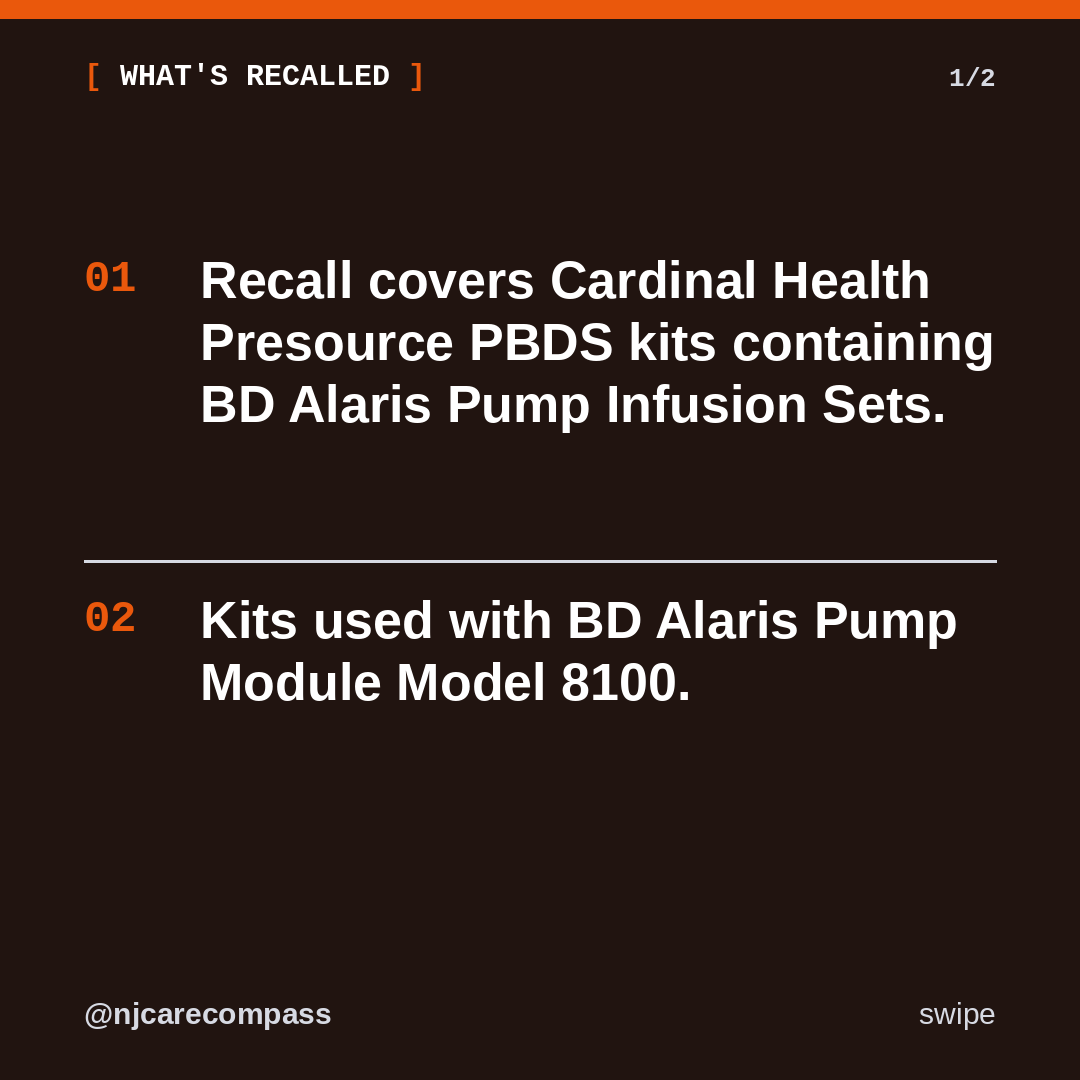 [ WHAT'S RECALLED ]
1/2
01
Recall covers Cardinal Health
Presource PBDS kits containing
BD Alaris Pump Infusion Sets.
02
Kits used with BD Alaris Pump
Module Model 8100.
@njcarecompass
swipe